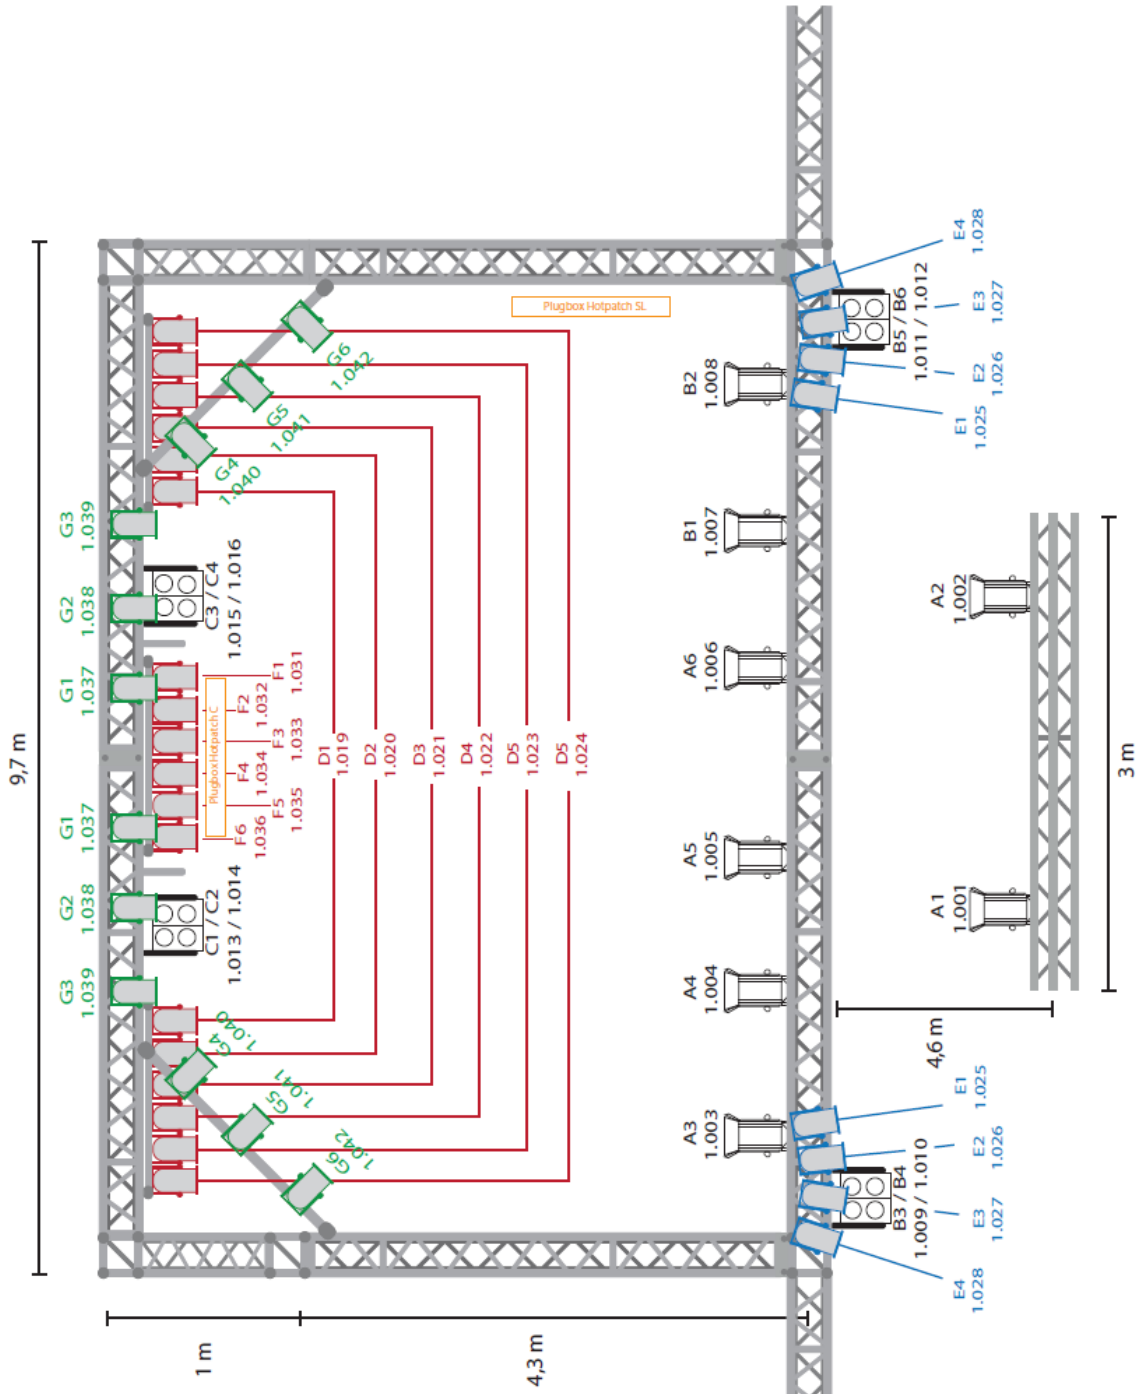 9,7 m
G3
1.039
G2
1.038
G1
1.037
G1
1.037
G2
1.038
G3
1.039
1 m
4,3 m
C1 / C2
1.013 / 1.014
C3 / C4
1.015 / 1.016
G6
1.042
G5
1.041
G4
1.040
G4
1.040
G5
1.041
G6
1.042
Plugbox Hotpatch C
F6
1.036
F5
1.035
F4
1.034
F3
1.033
F2
1.032
F1
1.031
D1
1.019
D2
1.020
D3
1.021
D4
1.022
D5
1.023
D5
1.024
Plugbox Hotpatch SL
A3
1.003
A4
1.004
A5
1.005
A6
1.006
B1
1.007
B2
1.008
B3 / B4
1.009 / 1.010
B5 / B6
1.011 / 1.012
E4
1.028
E3
1.027
E2
1.026
E1
1.025
E1
1.025
E2
1.026
E3
1.027
E4
1.028
4,6 m
A1
1.001
A2
1.002
3 m